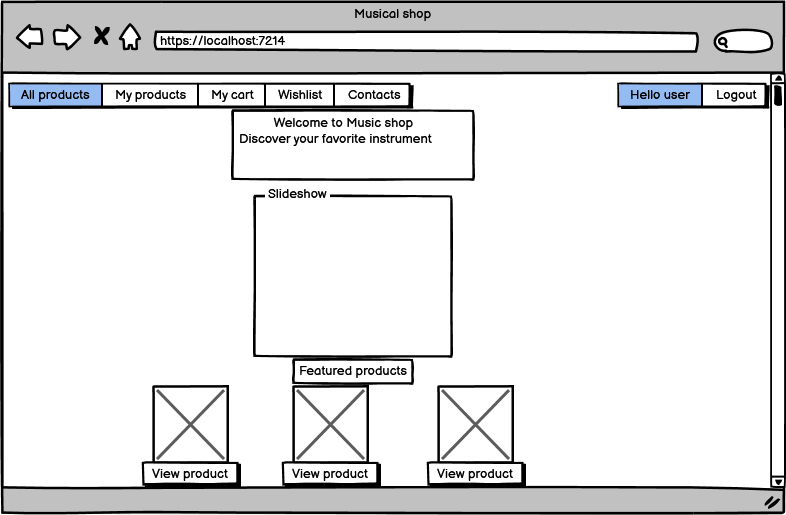 Musical shop
https://localhost:7214
All products My products My cart Wishlist Contacts Hello user Logout
Welcome to Music shop
Discover your favorite instrument
Slideshow
Featured products
View product View product View product